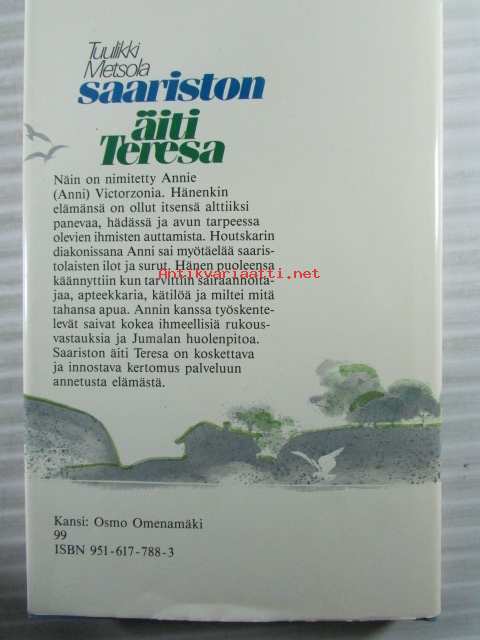 Tuulikki
Metsola
saariston
äiti
Teresa
Näin on nimitetty Annie
(Anni) Victorzonia. Hänenkin
elämänsä on ollut itsensä alttiiksi
panevaa, hädässä ja avun tarpeessa
olevien ihmisten auttamista. Houtskarin
diakonissana Anni sai myötäelää saaris-
tolaisten ilot ja surut. Hänen puoleensa
käännyttiin kun tarvittiin sairaanhoita-
jaa, apteekkaria, kätilöä ja miltei mitä
tahansa apua. Annin kanssa työskente-
levät saivat kokea ihmeellisiä rukous-
vastauksia ja Jumalan huolenpitoa.
Saariston äiti Teresa on koskettava
ja innostava kertomus palveluun
annetusta elämästä.
Antikvariaatti.net
Kansi: Osmo Omenamäki
99
ISBN 951-617-788-3